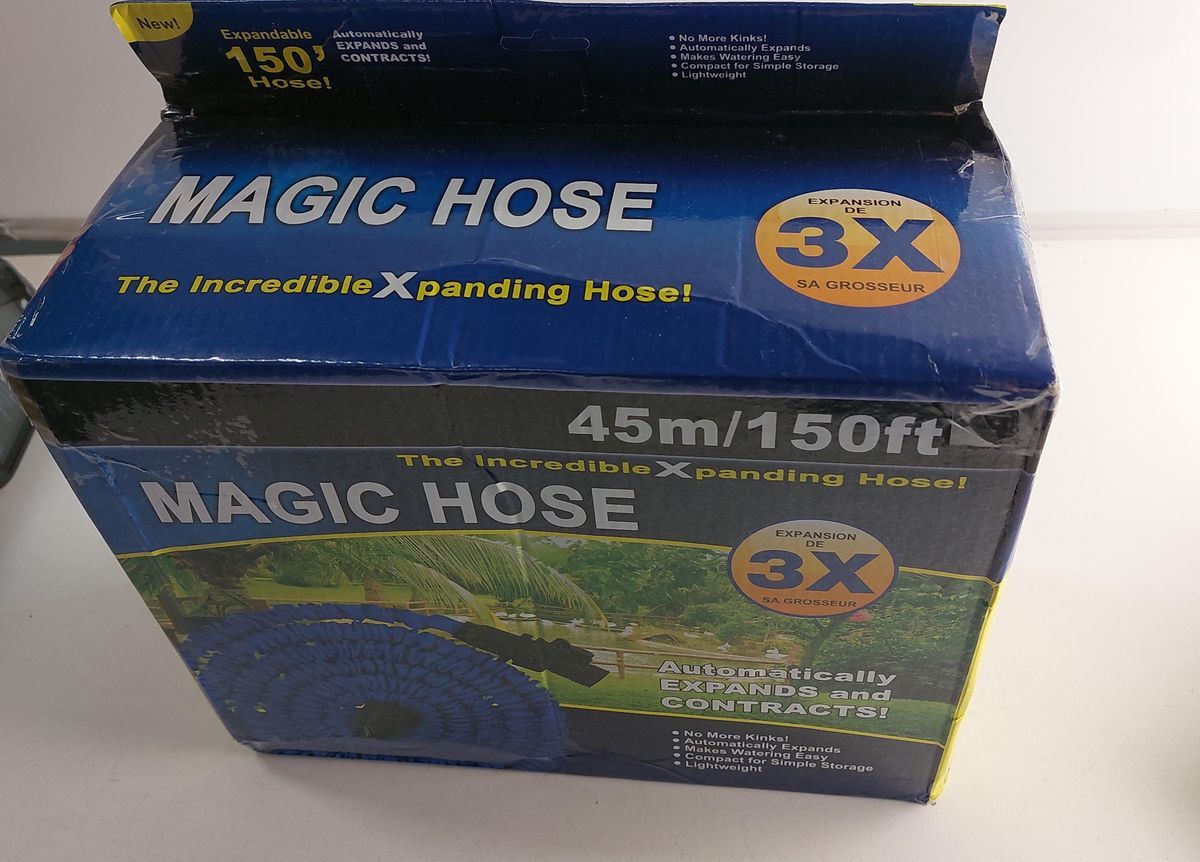 New!
Expandable
150'
Hose!
Automatically
EXPANDS and
CONTRACTS!
• No More Kinks!
• Automatically Expands
• Makes Watering Easy
• Compact for Simple Storage
• Lightweight
MAGIC HOSE
The Incredible Xpanding Hose!
EXPANSION
DE
3X
SA GROSSEUR
45m/150ft
The Incredible Xpanding Hose!
MAGIC HOSE
EXPANSION
DE
3X
SA GROSSEUR
Automatically
EXPANDS and
CONTRACTS!
• No More Kinks!
• Automatically Expands
• Makes Watering Easy
• Compact for Simple Storage
• Lightweight